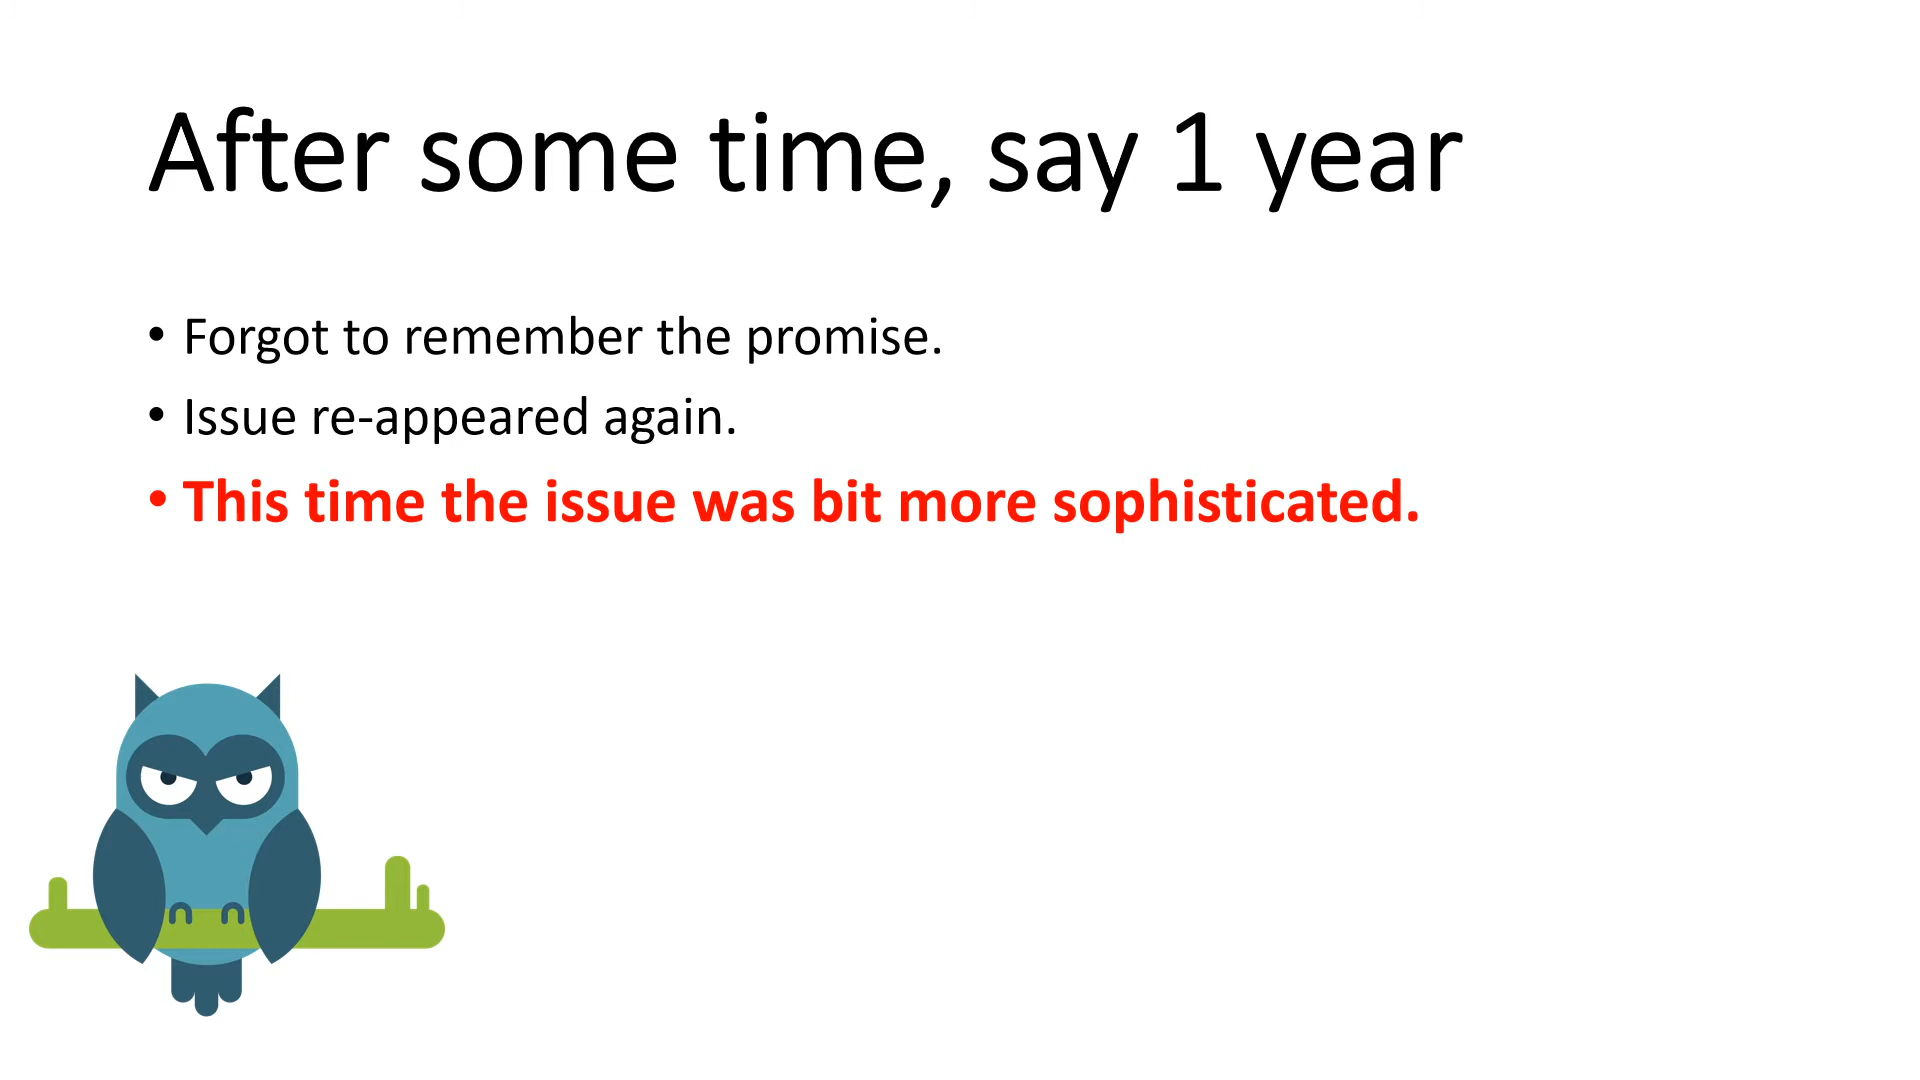 After some time, say 1 year
• Forgot to remember the promise.
• Issue re-appeared again.
• This time the issue was bit more sophisticated.